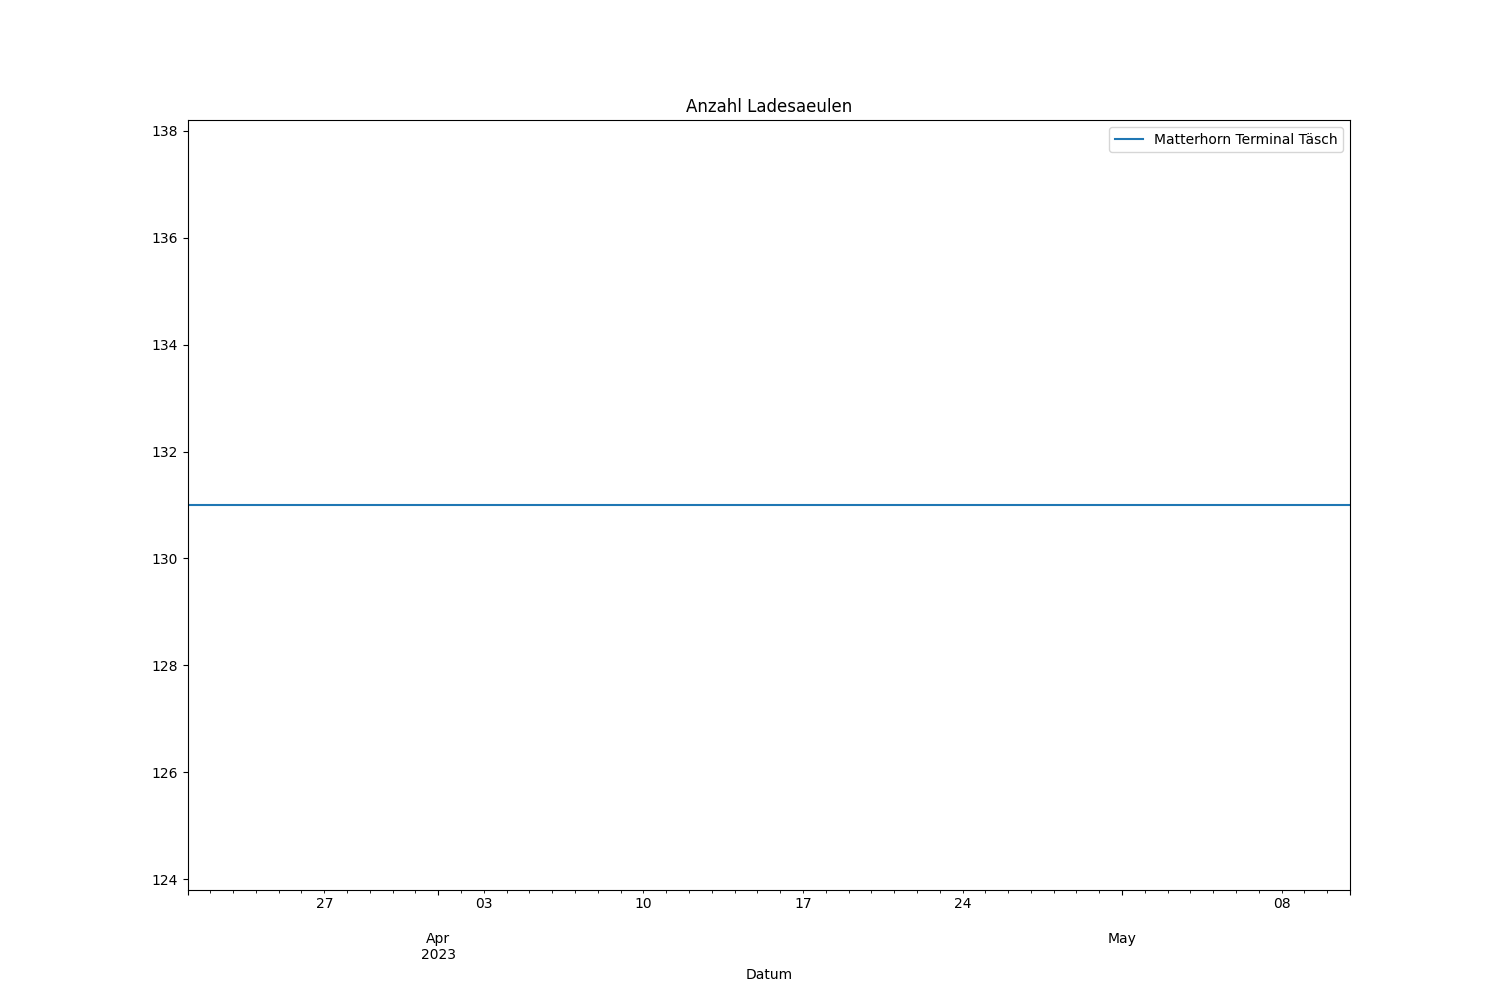 Anzahl Ladesaeulen
Matterhorn Terminal Täsch
138
136
134
132
130
128
126
124
27 03 10 17 24 08
Apr May
2023
Datum